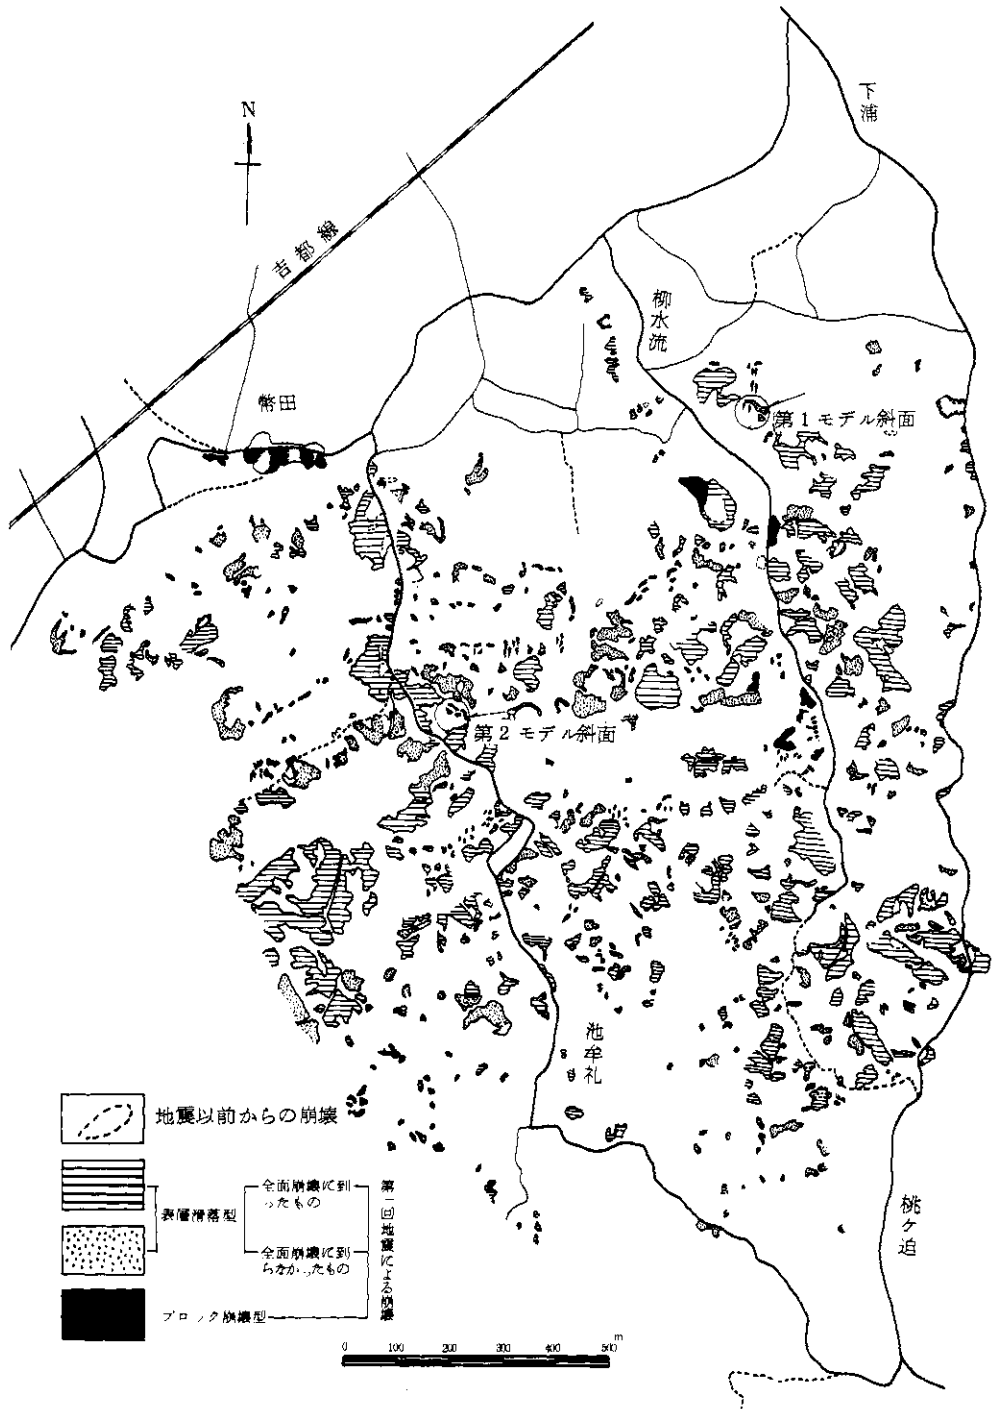 N
下浦
吉都線
柳水流
幣田
第1モデル斜面
第2モデル斜面
池牟礼
桃ケ迫
地震以前からの崩壊
表層滑落型
全面崩壊に到
ったもの
全面崩壊に到
らなかったもの
ブロック崩壊型
第一回地震による崩壊
0 100 200 300 400 500 m